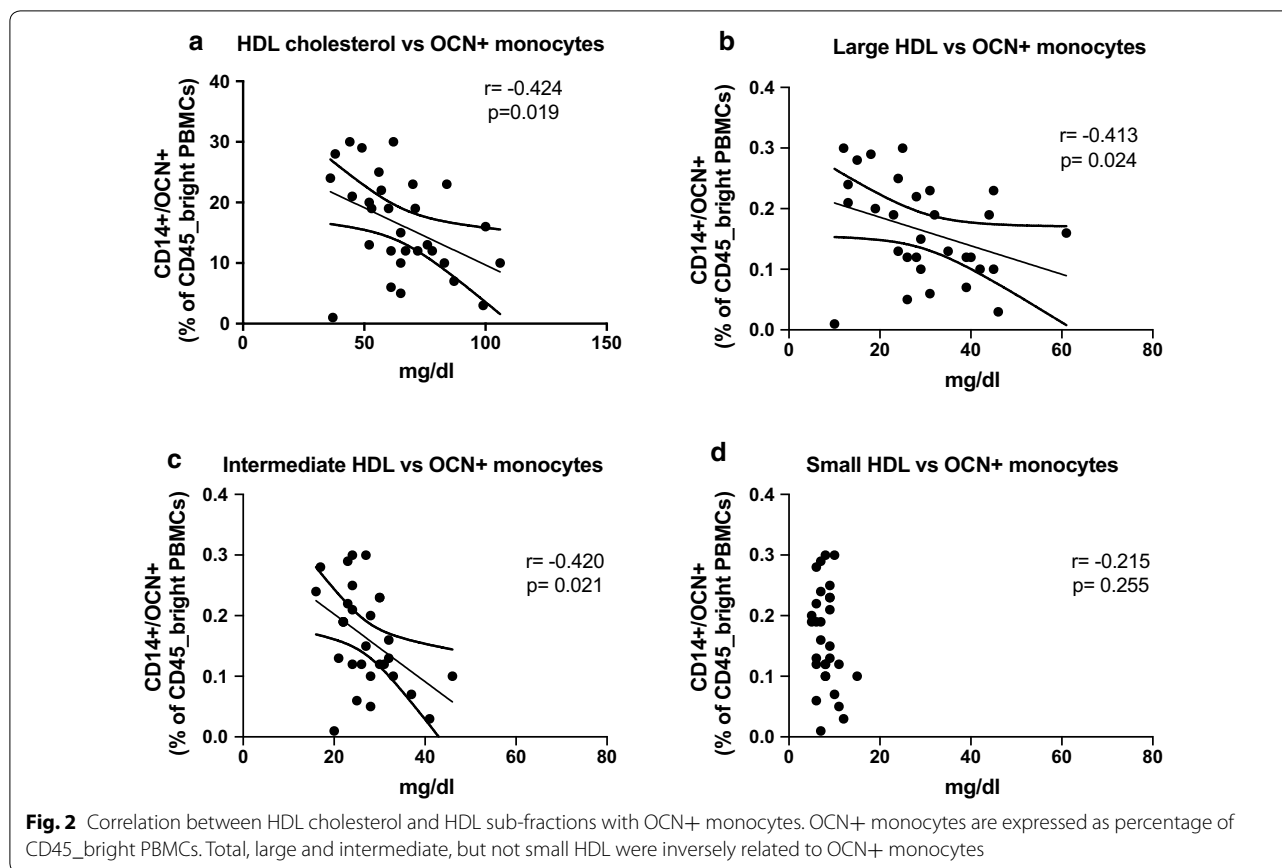 a HDL cholesterol vs OCN+ monocytes
CD14+/OCN+
(% of CD45_bright PBMCs)
40
30
20
10
0
r= -0.424
p=0.019
0 50 100 150
mg/dl
b Large HDL vs OCN+ monocytes
CD14+/OCN+
(% of CD45_bright PBMCs)
0.4
0.3
0.2
0.1
0.0
r= -0.413
p= 0.024
0 20 40 60 80
mg/dl
c Intermediate HDL vs OCN+ monocytes
CD14+/OCN+
(% of CD45_bright PBMCs)
0.4
0.3
0.2
0.1
0.0
r= -0.420
p= 0.021
0 20 40 60 80
mg/dl
d Small HDL vs OCN+ monocytes
CD14+/OCN+
(% of CD45_bright PBMCs)
0.4
0.3
0.2
0.1
0.0
r= -0.215
p= 0.255
0 20 40 60 80
mg/dl
Fig. 2 Correlation between HDL cholesterol and HDL sub-fractions with OCN+ monocytes. OCN+ monocytes are expressed as percentage of
CD45_bright PBMCs. Total, large and intermediate, but not small HDL were inversely related to OCN+ monocytes